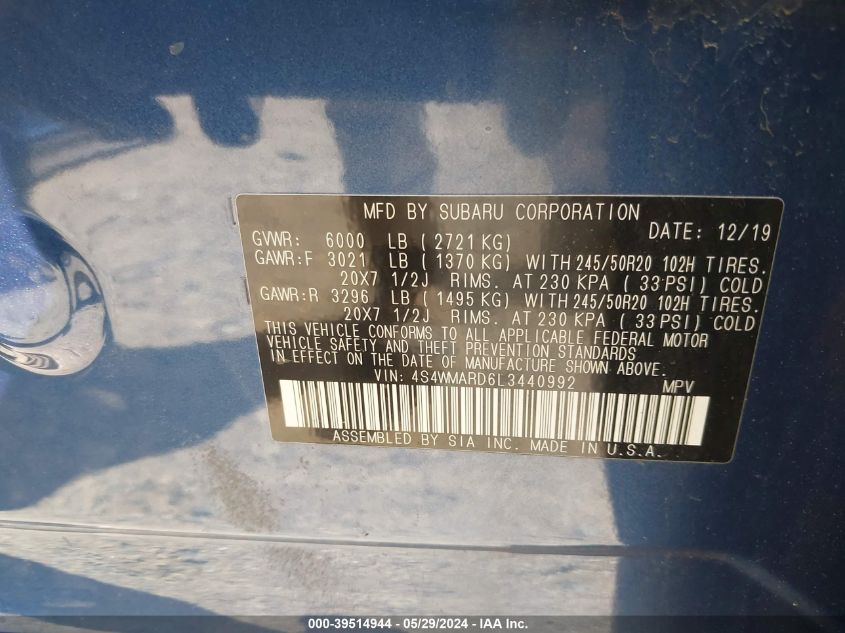 MFD BY SUBARU CORPORATION
DATE: 12/19
GVWR: 6000 LB ( 2721 KG)
GAWR:F 3021 LB ( 1370 KG) WITH 245/50R20 102H TIRES.
20X7 1/2J RIMS. AT 230 KPA ( 33 PSI) COLD
GAWR:R 3296 LB ( 1495 KG) WITH 245/50R20 102H TIRES.
20X7 1/2J RIMS. AT 230 KPA ( 33 PSI) COLD
THIS VEHICLE CONFORMS TO ALL APPLICABLE FEDERAL MOTOR
VEHICLE SAFETY AND THEFT PREVENTION STANDARDS
IN EFFECT ON THE DATE OF MANUFACTURE SHOWN ABOVE.
VIN: 4S4WMARD6L3440992 MPV
ASSEMBLED BY SIA INC. MADE IN U.S.A.
000-39514944 - 05/29/2024 - IAA Inc.